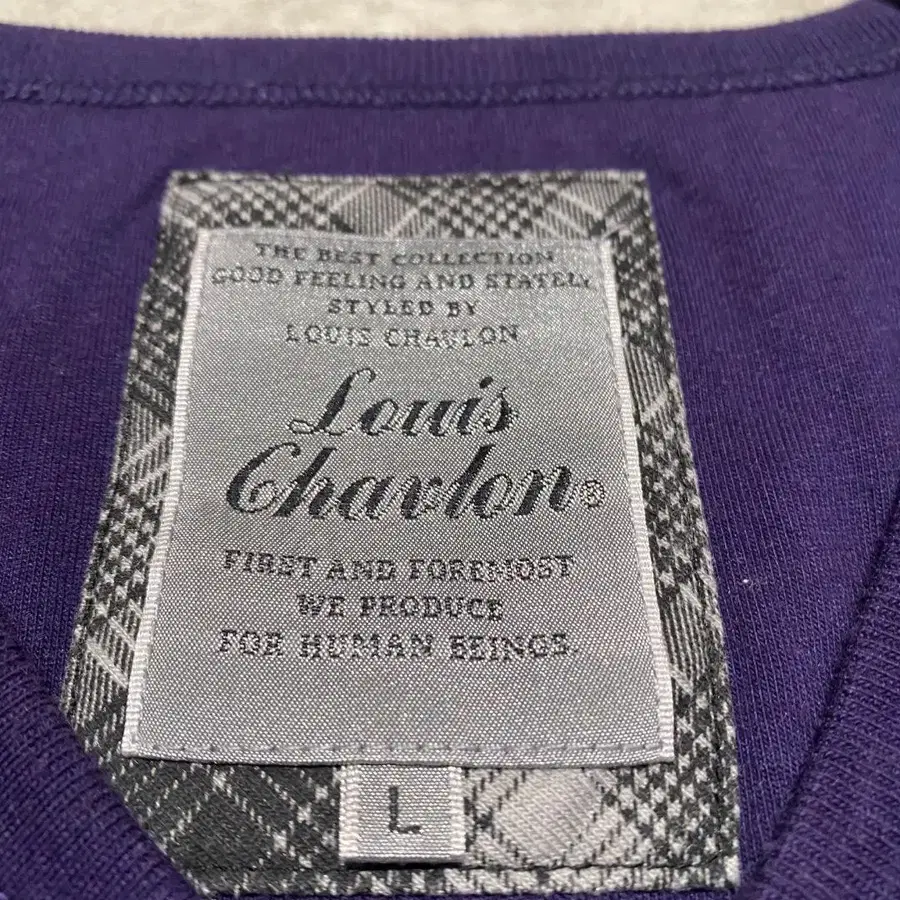 THE BEST COLLECTION
GOOD FEELING AND STATELY
STYLED BY
LOUIS CHAVLON
Louis
Chavlon®
FIRST AND FOREMOST
WE PRODUCE
FOR HUMAN BEINGS.
L